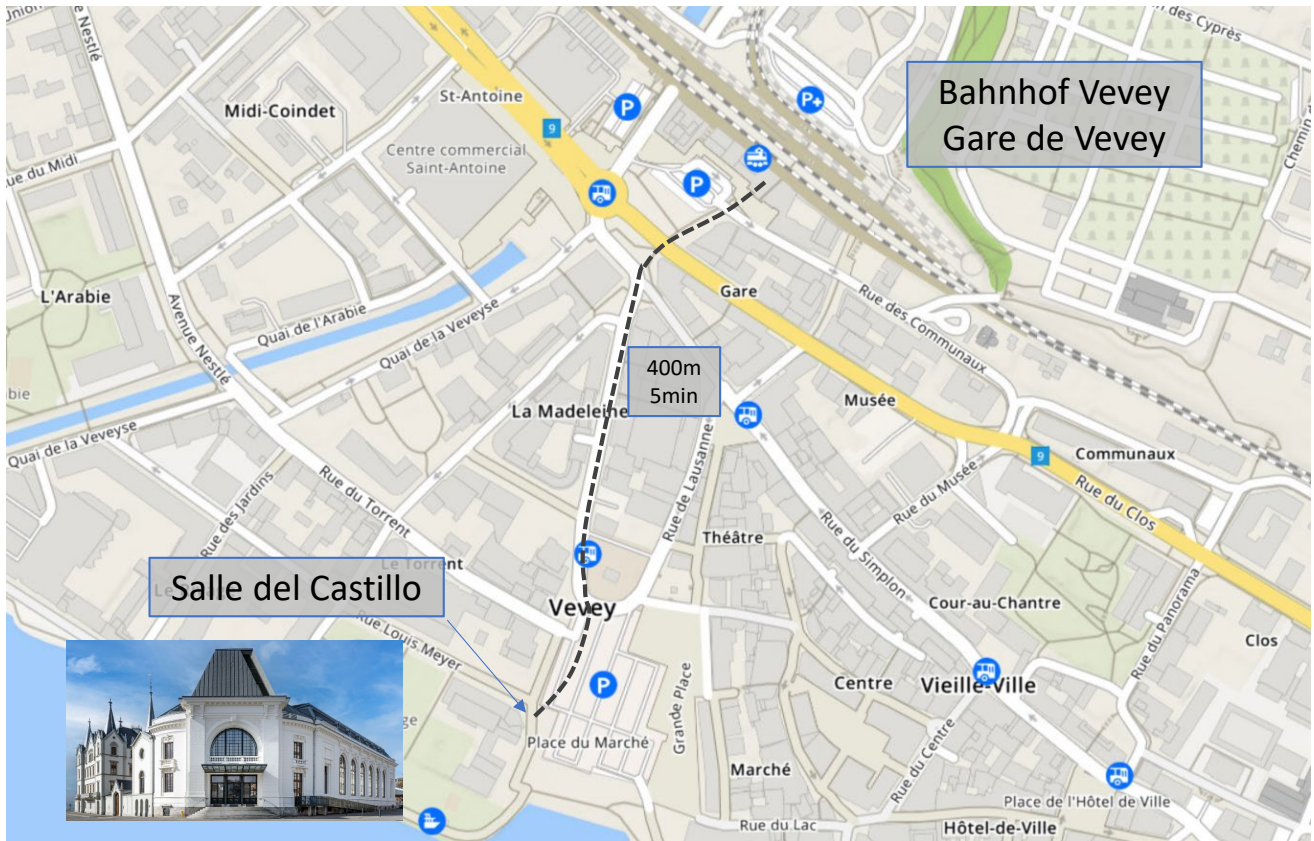 Union
Nestlé
n des Cyprès
Bahnhof Vevey
Gare de Vevey
St-Antoine
P
P+
Midi-Coindet
9
Centre commercial
Saint-Antoine
ue du Midi
Chemin d
P
L'Arabie
Avenue Nestlé
Quai de l'Arabie
Quai de la Veveyse
Gare
Rue des Communaux
400m
5min
bie
La Madeleine
Musée
Quai de la Veveyse
9
Communaux
Rue du Clos
Rue de Lausanne
Rue du Musée
Rue du Torrent
Rue des Jardins
Théâtre
Rue du Simplon
Le Torrent
Salle del Castillo
Le
Vevey
Cour-au-Chantre
Rue du Panorama
Clos
Rue Louis Meyer
P
Centre
Vieille-Ville
Grande Place
ge
Place du Marché
Marché
Rue du Centre
Place de l'Hôtel de Ville
Rue du Lac
Hôtel-de-Ville